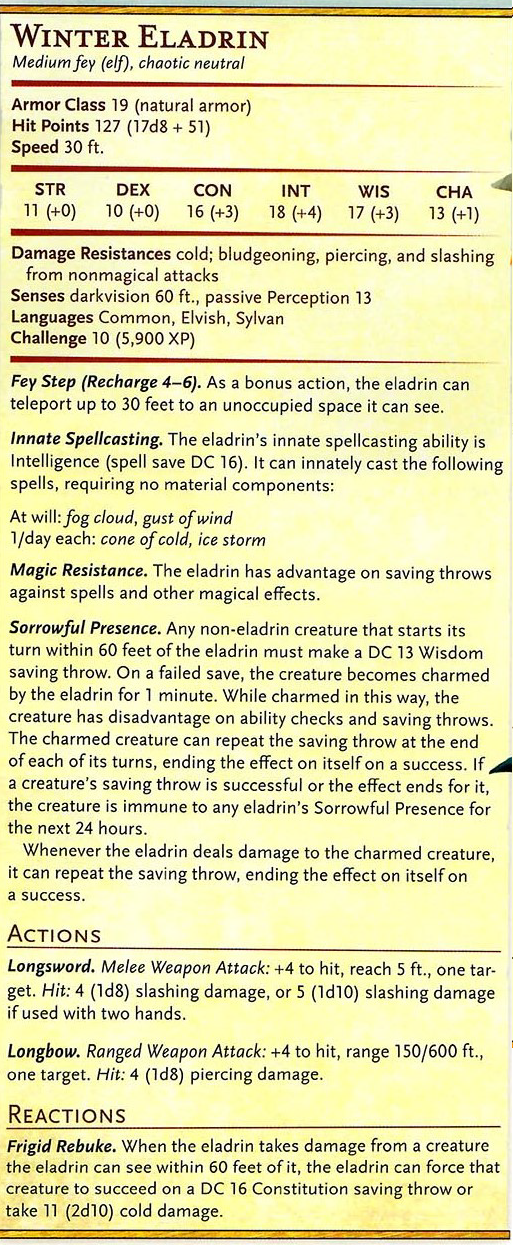 WINTER ELADRIN
Medium fey (elf), chaotic neutral
Armor Class 19 (natural armor)
Hit Points 127 (17d8 + 51)
Speed 30 ft.
STR DEX CON INT WIS CHA
11 (+0) 10 (+0) 16 (+3) 18 (+4) 17 (+3) 13 (+1)
Damage Resistances cold; bludgeoning, piercing, and slashing
from nonmagical attacks
Senses darkvision 60 ft., passive Perception 13
Languages Common, Elvish, Sylvan
Challenge 10 (5,900 XP)
Fey Step (Recharge 4–6). As a bonus action, the eladrin can
teleport up to 30 feet to an unoccupied space it can see.
Innate Spellcasting. The eladrin's innate spellcasting ability is
Intelligence (spell save DC 16). It can innately cast the following
spells, requiring no material components:
At will: fog cloud, gust of wind
1/day each: cone of cold, ice storm
Magic Resistance. The eladrin has advantage on saving throws
against spells and other magical effects.
Sorrowful Presence. Any non-eladrin creature that starts its
turn within 60 feet of the eladrin must make a DC 13 Wisdom
saving throw. On a failed save, the creature becomes charmed
by the eladrin for 1 minute. While charmed in this way, the
creature has disadvantage on ability checks and saving throws.
The charmed creature can repeat the saving throw at the end
of each of its turns, ending the effect on itself on a success. If
a creature's saving throw is successful or the effect ends for it,
the creature is immune to any eladrin's Sorrowful Presence for
the next 24 hours.
Whenever the eladrin deals damage to the charmed creature,
it can repeat the saving throw, ending the effect on itself on
a success.
ACTIONS
Longsword. Melee Weapon Attack: +4 to hit, reach 5 ft., one tar-
get. Hit: 4 (1d8) slashing damage, or 5 (1d10) slashing damage
if used with two hands.
Longbow. Ranged Weapon Attack: +4 to hit, range 150/600 ft.,
one target. Hit: 4 (1d8) piercing damage.
REACTIONS
Frigid Rebuke. When the eladrin takes damage from a creature
the eladrin can see within 60 feet of it, the eladrin can force that
creature to succeed on a DC 16 Constitution saving throw or
take 11 (2d10) cold damage.